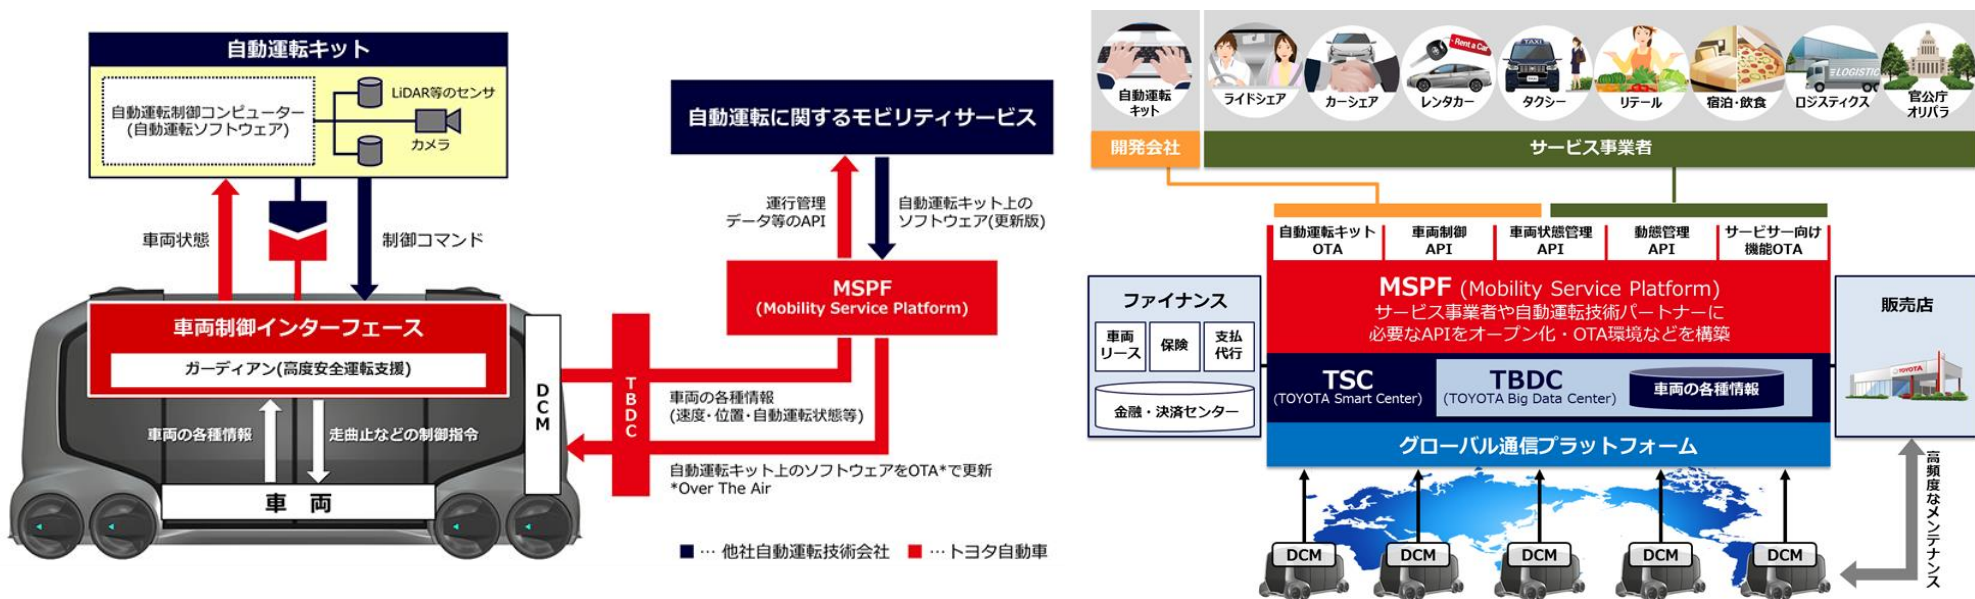 自動運転キット
自動運転制御コンピューター
(自動運転ソフトウェア)
LiDAR等のセンサ
カメラ
車両状態
制御コマンド
車両制御インターフェース
ガーディアン(高度安全運転支援)
車両の各種情報
走曲止などの制御指令
車 両
DCM
TBDC
自動運転に関するモビリティサービス
運行管理
データ等のAPI
自動運転キット上の
ソフトウェア(更新版)
MSPF
(Mobility Service Platform)
車両の各種情報
(速度・位置・自動運転状態等)
自動運転キット上のソフトウェアをOTA*で更新
*Over The Air
■ … 他社自動運転技術会社 ■ … トヨタ自動車
自動運転
キット
ライドシェア
カーシェア
Rent a Car
レンタカー
TAXI
タクシー
リテール
宿泊・飲食
LOGISTIC
ロジスティクス
官公庁
オリパラ
開発会社
サービス事業者
自動運転キット
OTA
車両制御
API
車両状態管理
API
動態管理
API
サービサー向け
機能OTA
MSPF (Mobility Service Platform)
サービス事業者や自動運転技術パートナーに
必要なAPIをオープン化・OTA環境などを構築
ファイナンス
車両
リース
保険
支払
代行
金融・決済センター
TSC
(TOYOTA Smart Center)
TBDC
(TOYOTA Big Data Center)
車両の各種情報
グローバル通信プラットフォーム
販売店
TOYOTA
高頻度なメンテナンス
DCM
DCM
DCM
DCM
DCM